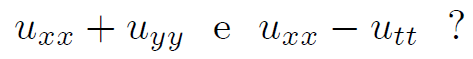 u_{xx} + u_{yy} e u_{xx} − u_{tt} ?